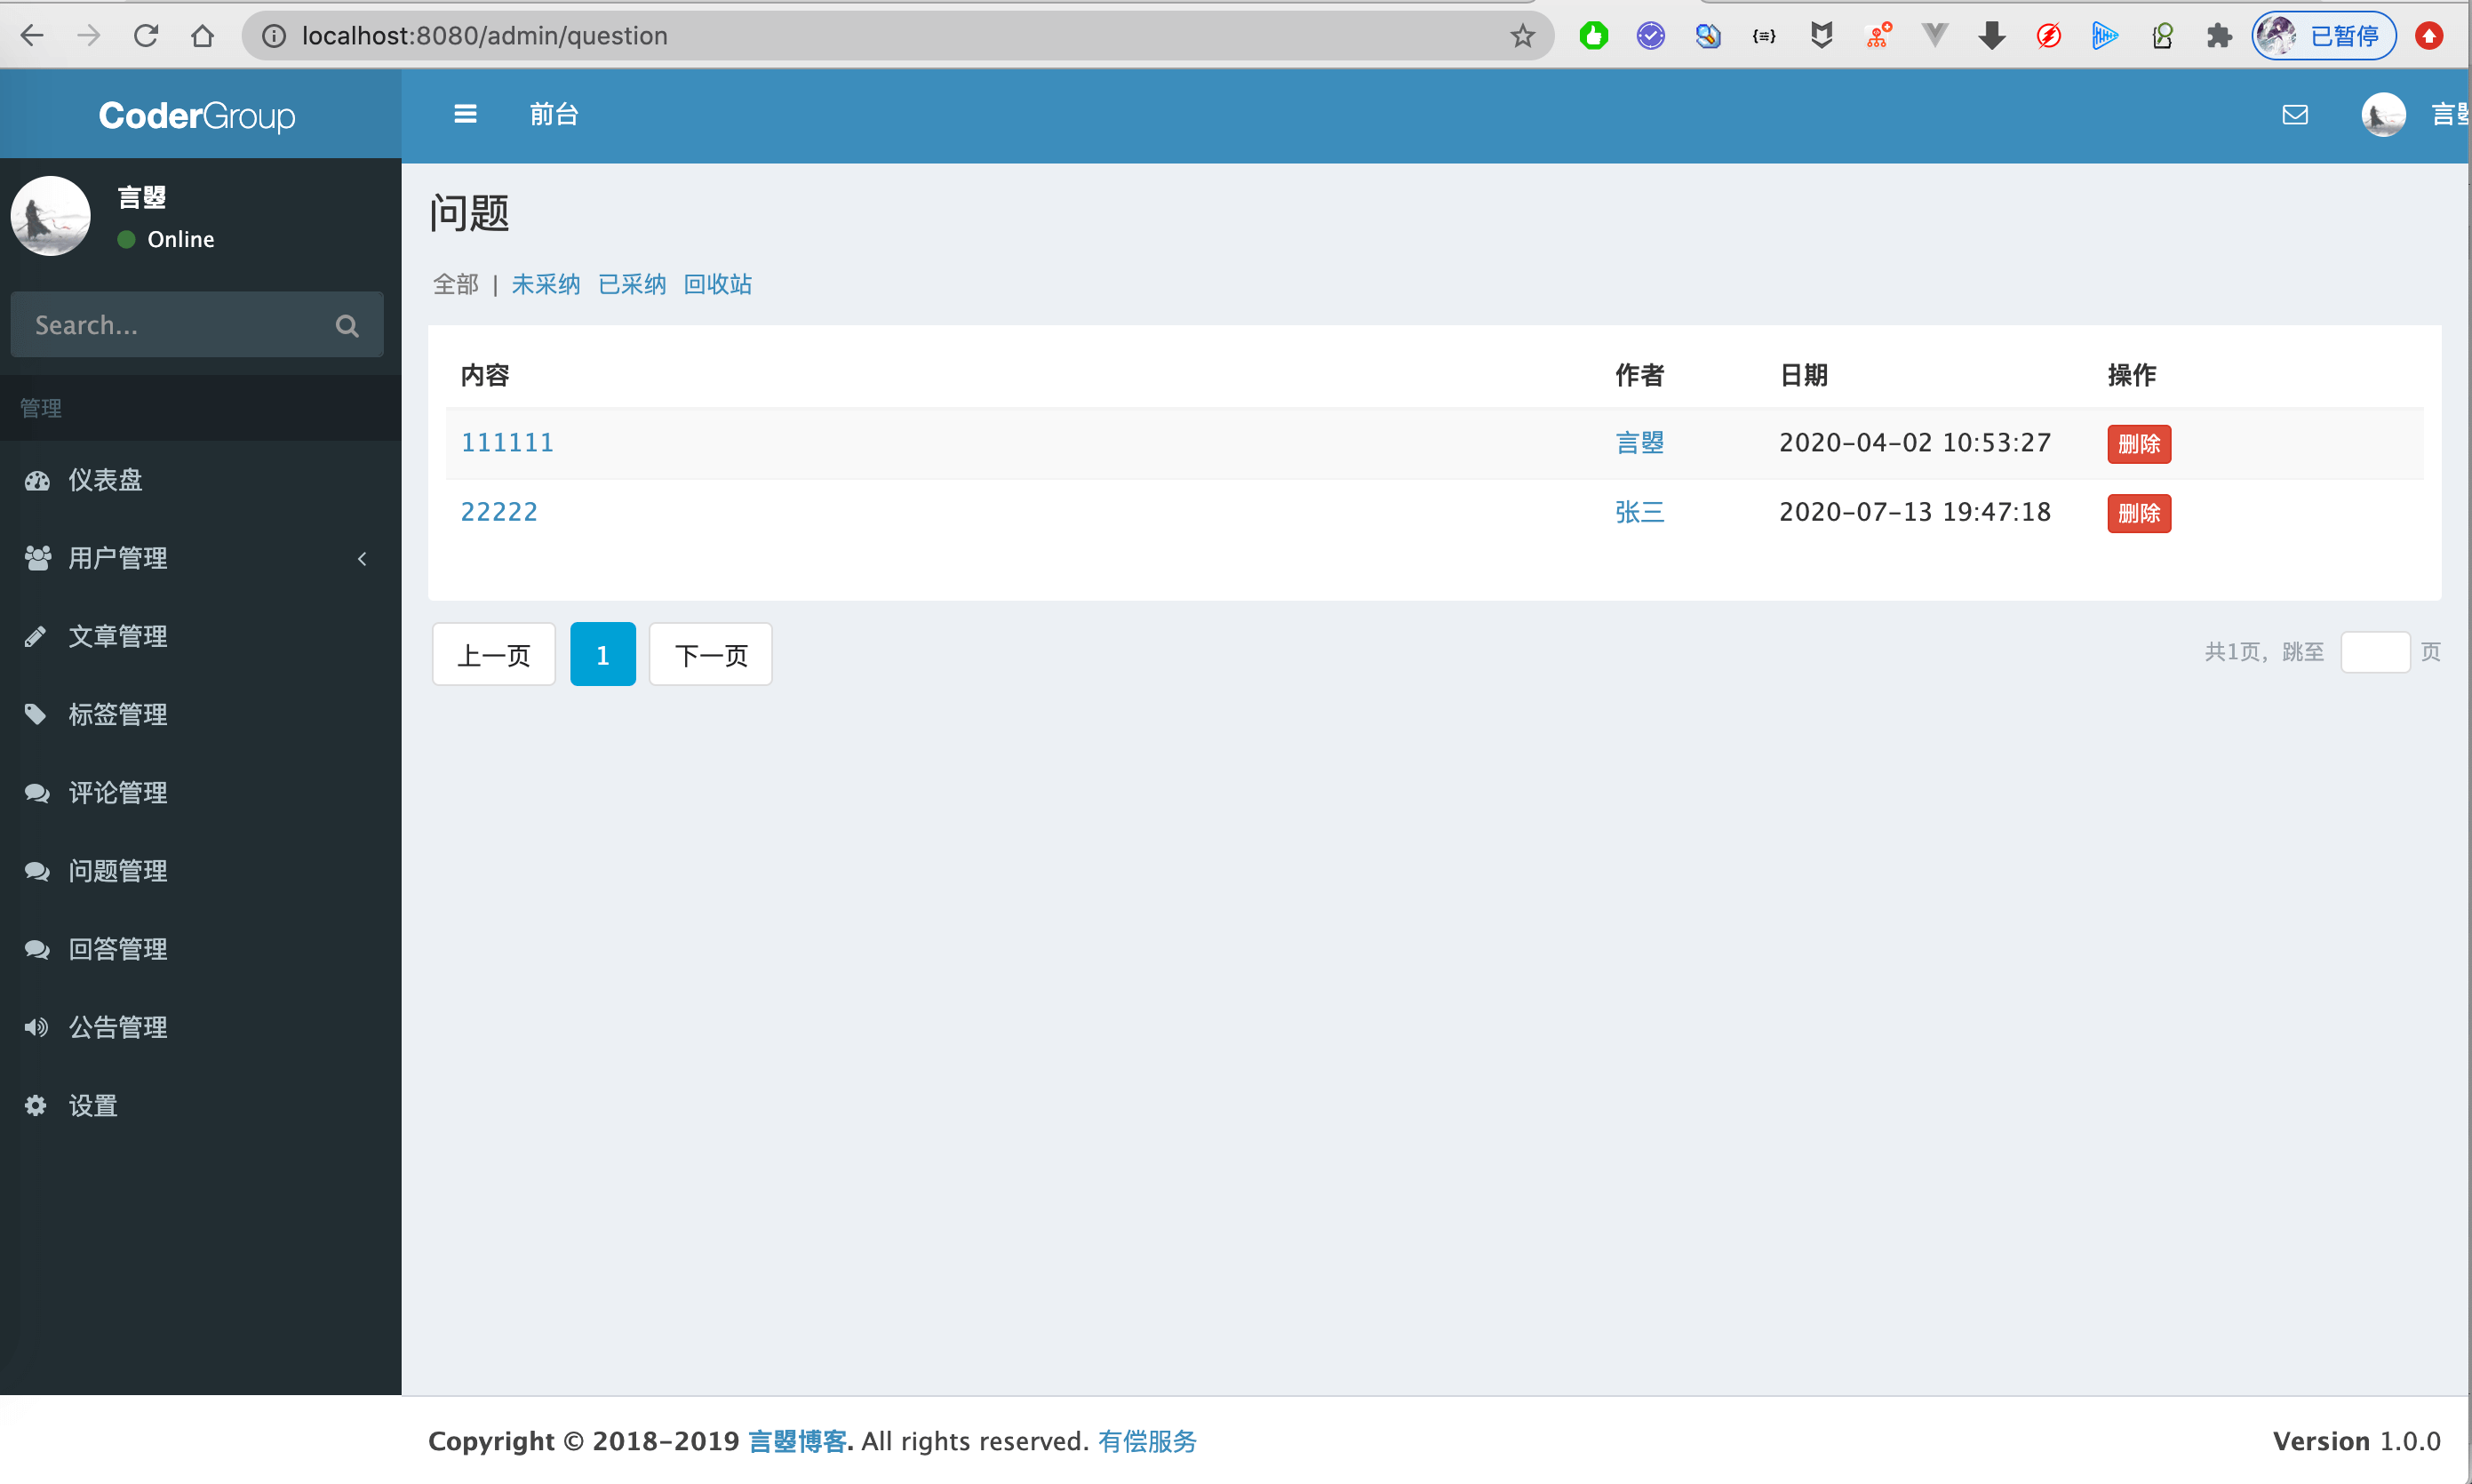 localhost:8080/admin/question
已暂停
CoderGroup
前台
言曌
Online
Search...
管理
仪表盘
用户管理
文章管理
标签管理
评论管理
问题管理
回答管理
公告管理
设置
问题
全部 | 未采纳 已采纳 回收站
内容 作者 日期 操作
111111 言曌 2020-04-02 10:53:27 删除
22222 张三 2020-07-13 19:47:18 删除
上一页 1 下一页
共1页, 跳至 页
Copyright © 2018-2019 言曌博客. All rights reserved. 有偿服务
Version 1.0.0